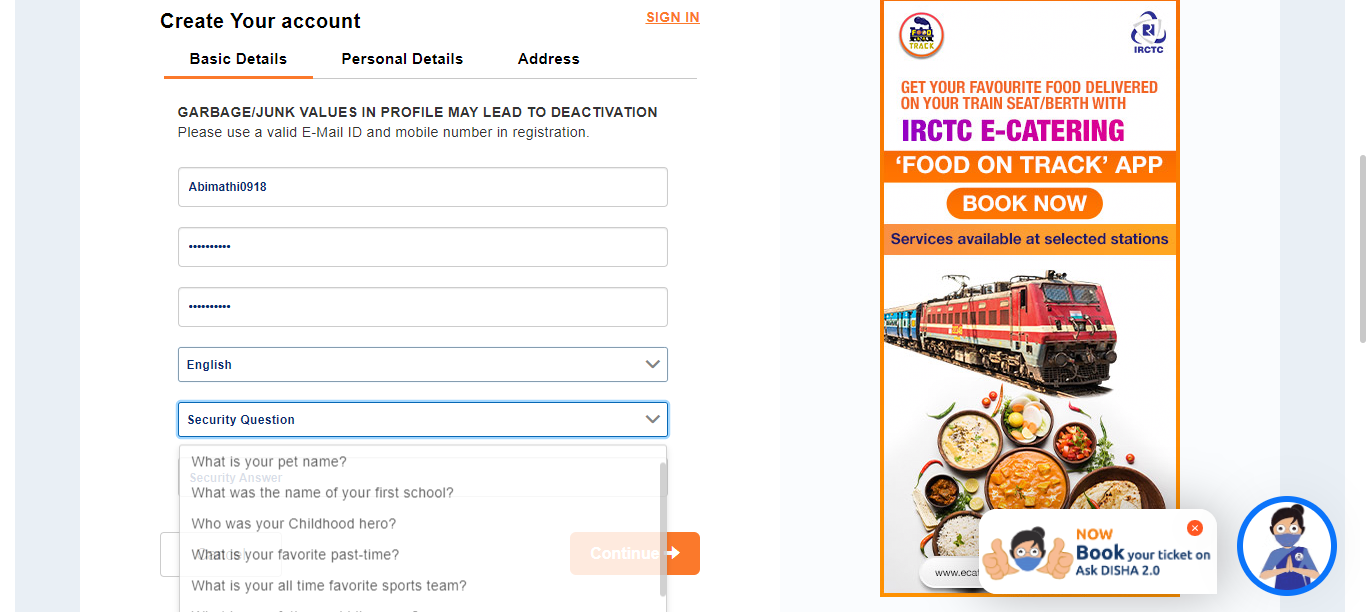 Create Your account
SIGN IN
Basic Details
Personal Details
Address
GARBAGE/JUNK VALUES IN PROFILE MAY LEAD TO DEACTIVATION
Please use a valid E-Mail ID and mobile number in registration.
Abimathi0918
••••••••••
••••••••••
English
Security Question
What is your pet name?
Security Answer
What was the name of your first school?
Who was your Childhood hero?
What is your favorite past-time?
Continue
What is your all time favorite sports team?
FOOD
TRACK
IRCTC
GET YOUR FAVOURITE FOOD DELIVERED
ON YOUR TRAIN SEAT/BERTH WITH
IRCTC E-CATERING
‘FOOD ON TRACK’ APP
BOOK NOW
Services available at selected stations
www.ecat
NOW
Book your ticket on
Ask DISHA 2.0